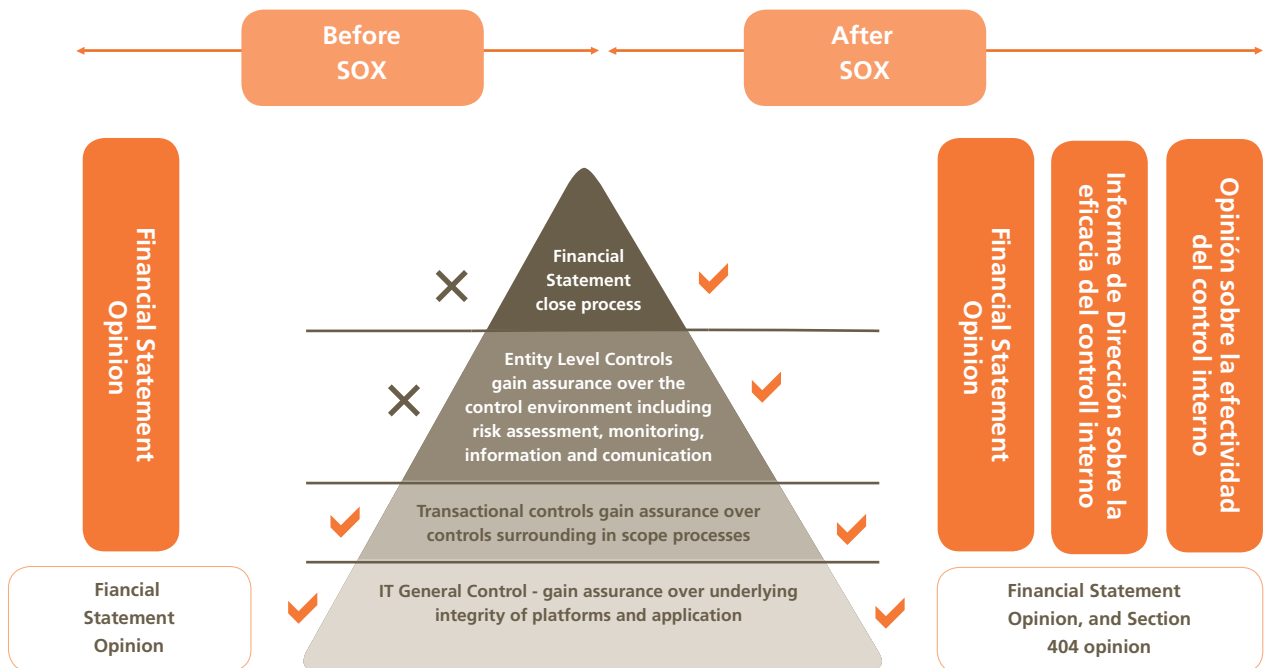 Before
SOX
After
SOX
Financial Statement
Opinion
Financial
Statement
close process
Entity Level Controls
gain assurance over the
control environment including
risk assessment, monitoring,
information and comunication
Transactional controls gain assurance over
controls surrounding in scope processes
IT General Control - gain assurance over underlying
integrity of platforms and application
Financial Statement
Opinion
Informe de Dirección sobre la
eficacia del controll interno
Opinión sobre la efectividad
del control interno
Fiancial
Statement
Opinion
Financial Statement
Opinion, and Section
404 opinion